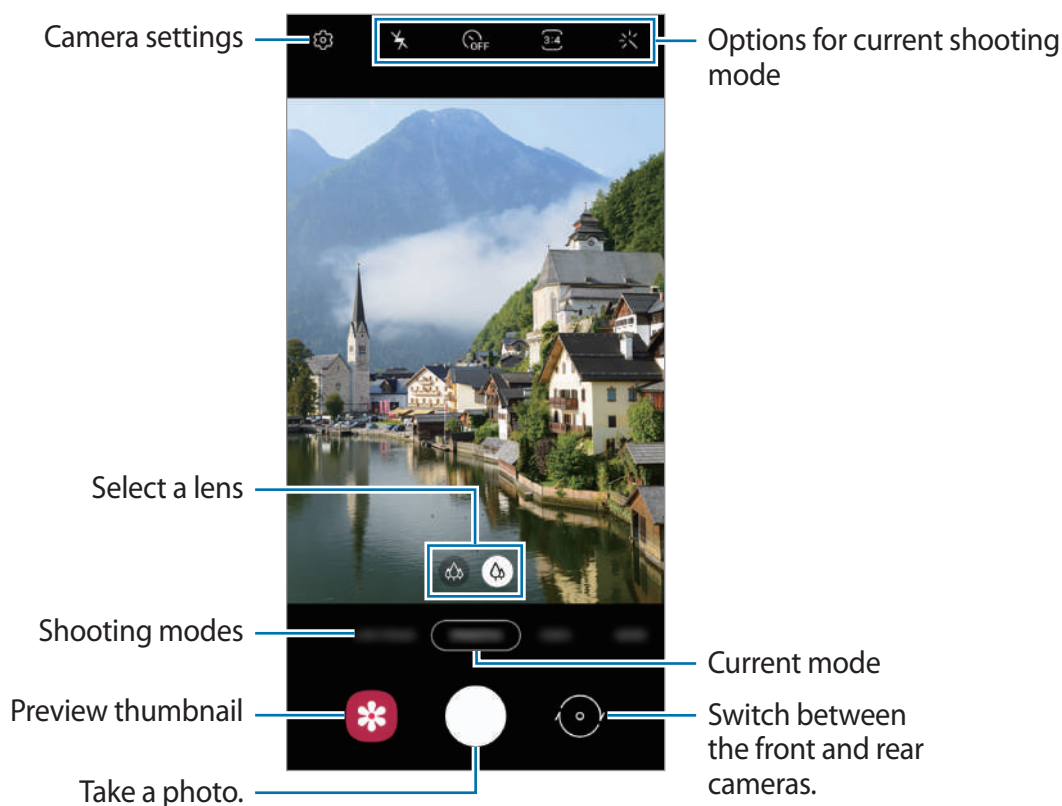 Camera settings
OFF
3:4
Options for current shooting
mode
Select a lens
Shooting modes
Current mode
Preview thumbnail
Switch between
the front and rear
cameras.
Take a photo.